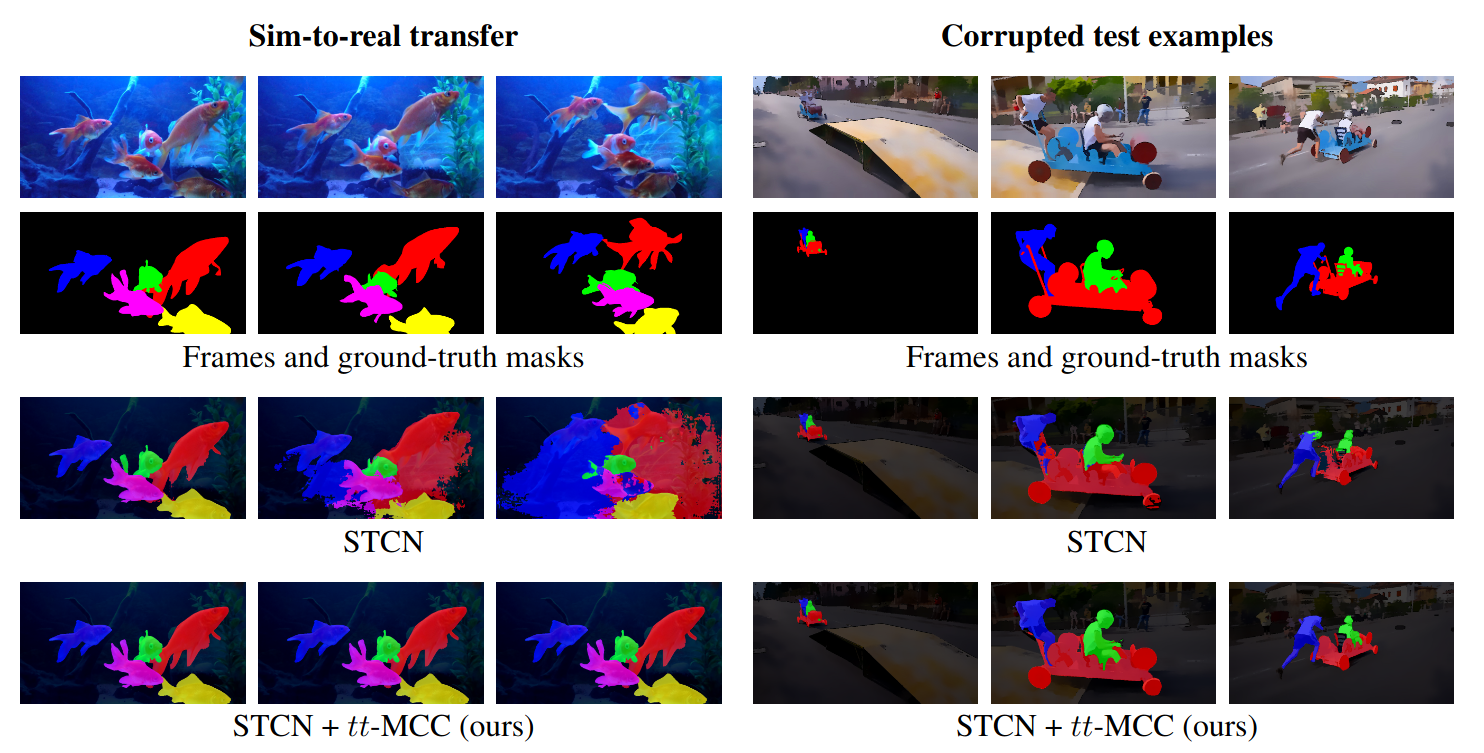 Sim-to-real transfer
Corrupted test examples
Frames and ground-truth masks
Frames and ground-truth masks
STCN
STCN
STCN + tt-MCC (ours)
STCN + tt-MCC (ours)